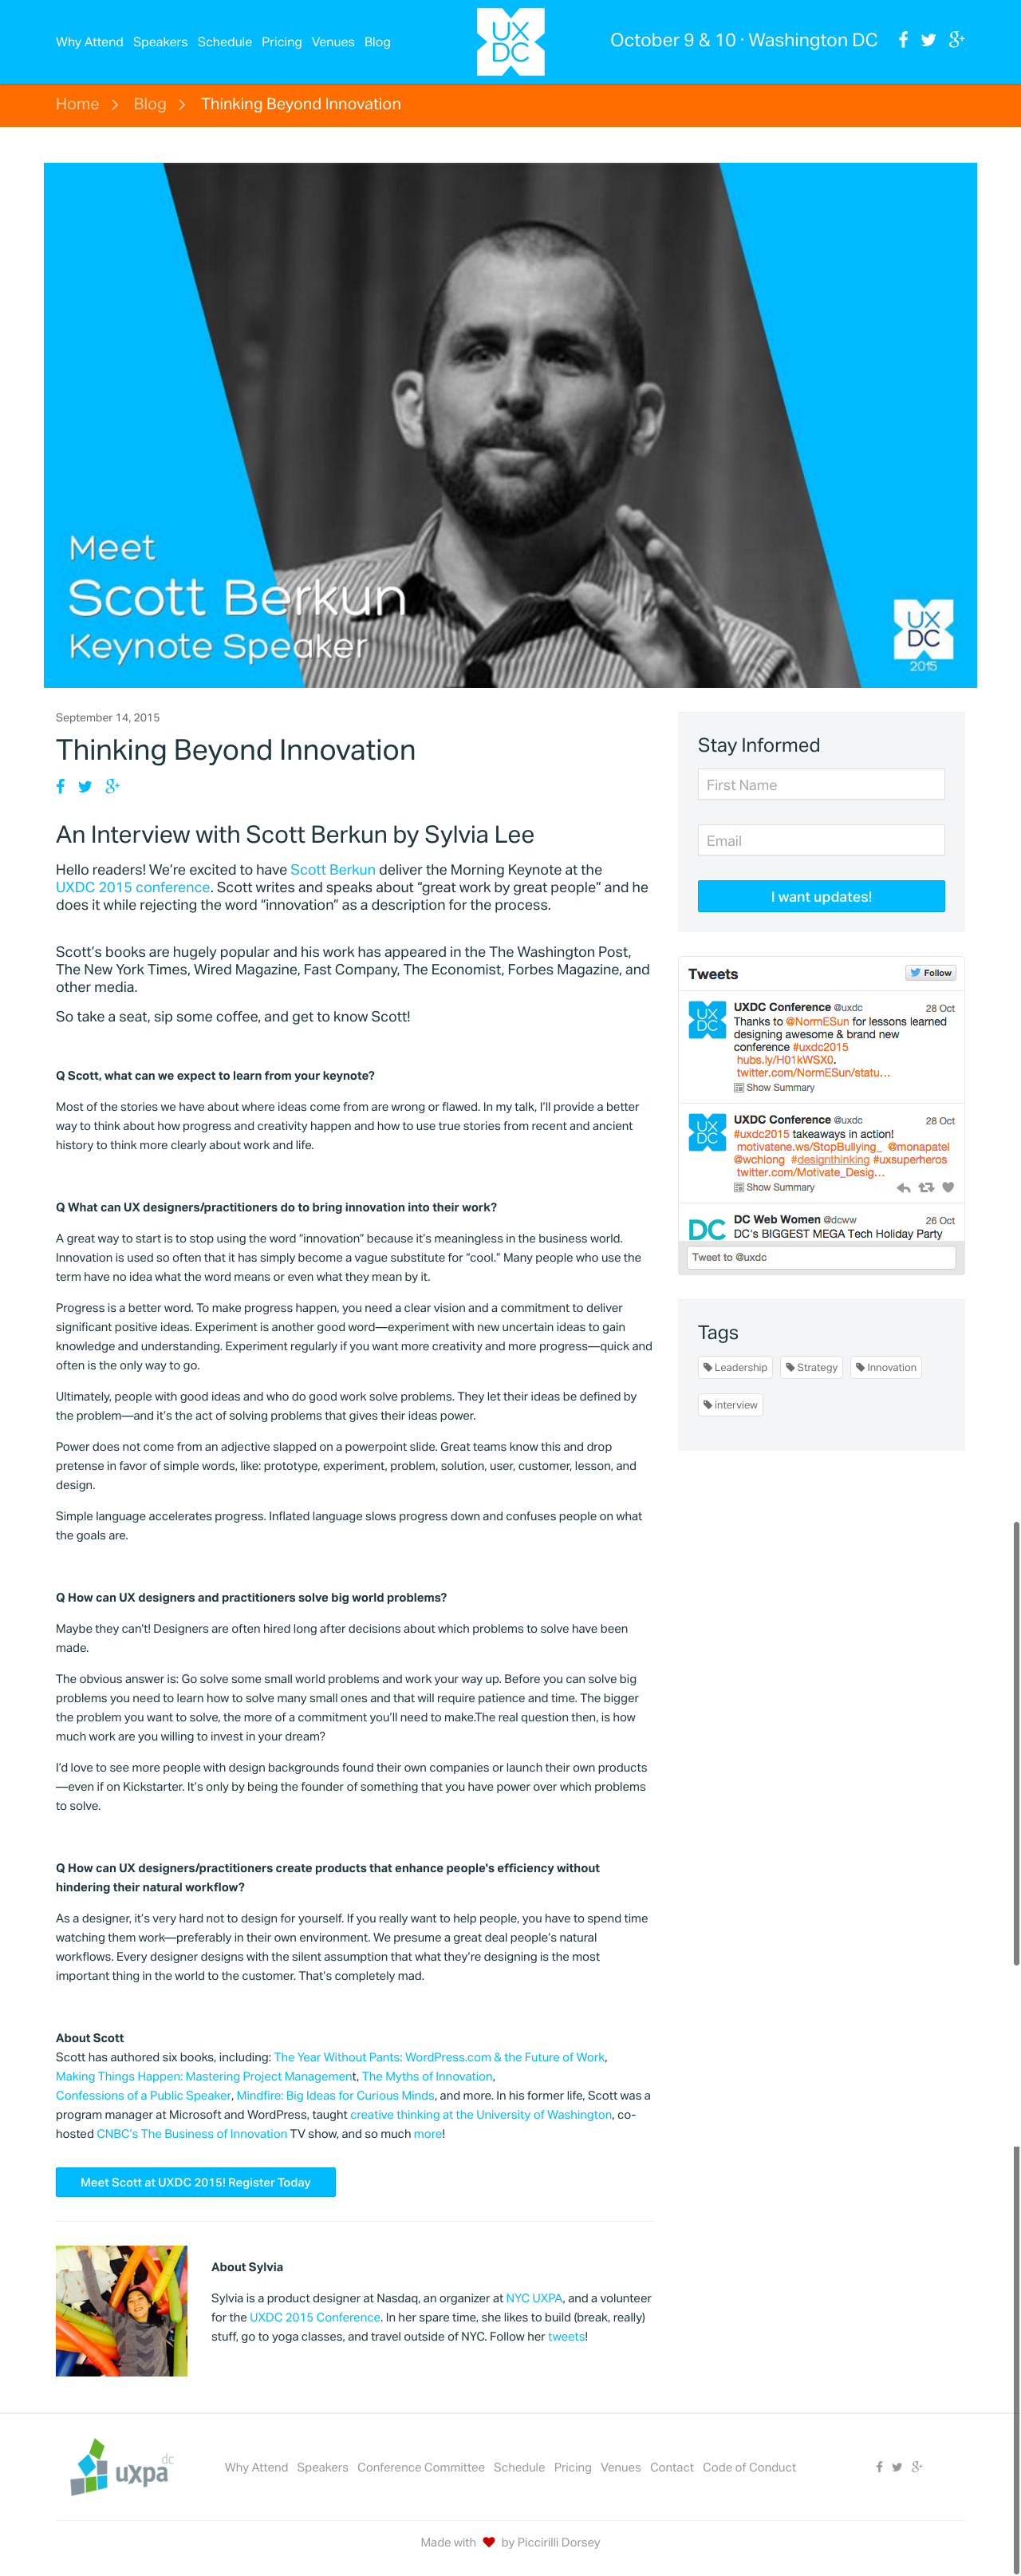 Why Attend Speakers Schedule Pricing Venues Blog
UX
DC
October 9 & 10 · Washington DC
Home > Blog > Thinking Beyond Innovation
Meet
Scott Berkun
Keynote Speaker
UX
DC
2015
September 14, 2015
Thinking Beyond Innovation
An Interview with Scott Berkun by Sylvia Lee
Hello readers! We’re excited to have Scott Berkun deliver the Morning Keynote at the
UXDC 2015 conference. Scott writes and speaks about “great work by great people” and he
does it while rejecting the word “innovation” as a description for the process.
Scott’s books are hugely popular and his work has appeared in the The Washington Post,
The New York Times, Wired Magazine, Fast Company, The Economist, Forbes Magazine, and
other media.
So take a seat, sip some coffee, and get to know Scott!
Q Scott, what can we expect to learn from your keynote?
Most of the stories we have about where ideas come from are wrong or flawed. In my talk, I’ll provide a better
way to think about how progress and creativity happen and how to use true stories from recent and ancient
history to think more clearly about work and life.
Q What can UX designers/practitioners do to bring innovation into their work?
A great way to start is to stop using the word “innovation” because it’s meaningless in the business world.
Innovation is used so often that it has simply become a vague substitute for “cool.” Many people who use the
term have no idea what the word means or even what they mean by it.
Progress is a better word. To make progress happen, you need a clear vision and a commitment to deliver
significant positive ideas. Experiment is another good word—experiment with new uncertain ideas to gain
knowledge and understanding. Experiment regularly if you want more creativity and more progress—quick and
often is the only way to go.
Ultimately, people with good ideas and who do good work solve problems. They let their ideas be defined by
the problem—and it’s the act of solving problems that gives their ideas power.
Power does not come from an adjective slapped on a powerpoint slide. Great teams know this and drop
pretense in favor of simple words, like: prototype, experiment, problem, solution, user, customer, lesson, and
design.
Simple language accelerates progress. Inflated language slows progress down and confuses people on what
the goals are.
Q How can UX designers and practitioners solve big world problems?
Maybe they can’t! Designers are often hired long after decisions about which problems to solve have been
made.
The obvious answer is: Go solve some small world problems and work your way up. Before you can solve big
problems you need to learn how to solve many small ones and that will require patience and time. The bigger
the problem you want to solve, the more of a commitment you’ll need to make.The real question then, is how
much work are you willing to invest in your dream?
I’d love to see more people with design backgrounds found their own companies or launch their own products
—even if on Kickstarter. It’s only by being the founder of something that you have power over which problems
to solve.
Q How can UX designers/practitioners create products that enhance people's efficiency without
hindering their natural workflow?
As a designer, it’s very hard not to design for yourself. If you really want to help people, you have to spend time
watching them work—preferably in their own environment. We presume a great deal people’s natural
workflows. Every designer designs with the silent assumption that what they’re designing is the most
important thing in the world to the customer. That’s completely mad.
About Scott
Scott has authored six books, including: The Year Without Pants: WordPress.com & the Future of Work,
Making Things Happen: Mastering Project Management, The Myths of Innovation,
Confessions of a Public Speaker, Mindfire: Big Ideas for Curious Minds, and more. In his former life, Scott was a
program manager at Microsoft and WordPress, taught creative thinking at the University of Washington, co-
hosted CNBC’s The Business of Innovation TV show, and so much more!
Meet Scott at UXDC 2015! Register Today
About Sylvia
Sylvia is a product designer at Nasdaq, an organizer at NYC UXPA, and a volunteer
for the UXDC 2015 Conference. In her spare time, she likes to build (break, really)
stuff, go to yoga classes, and travel outside of NYC. Follow her tweets!
Stay Informed
First Name
Email
I want updates!
Tweets
Follow
UX
DC
UXDC Conference @uxdc 28 Oct
Thanks to @NormESun for lessons learned
designing awesome & brand new
conference #uxdc2015
hubs.ly/H01kWSX0.
twitter.com/NormESun/statu…
Show Summary
UX
DC
UXDC Conference @uxdc 28 Oct
#uxdc2015 takeaways in action!
motivatene.ws/StopBullying_ @monapatel
@wchiong #designthinking #uxsuperheros
twitter.com/Motivate_Desig…
Show Summary
DC
DC Web Women @dcww 26 Oct
DC's BIGGEST MEGA Tech Holiday Party
Tweet to @uxdc
Tags
Leadership Strategy Innovation
interview
uxpa dc
Why Attend Speakers Conference Committee Schedule Pricing Venues Contact Code of Conduct
Made with by Piccirilli Dorsey